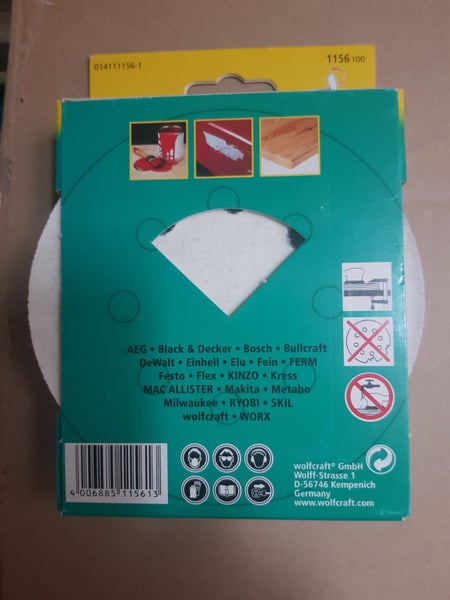 014111156-1
1156 100
AEG • Black & Decker • Bosch • Bullcraft
DeWalt • Einhell • Elu • Fein • FERM
Festo • Flex • KINZO • Kress
MAC ALLISTER • Makita • Metabo
Milwaukee • RYOBI • SKIL
wolfcraft • WORX
4 006885 115613
wolfcraft® GmbH
Wolff-Strasse 1
D-56746 Kempenich
Germany
www.wolfcraft.com